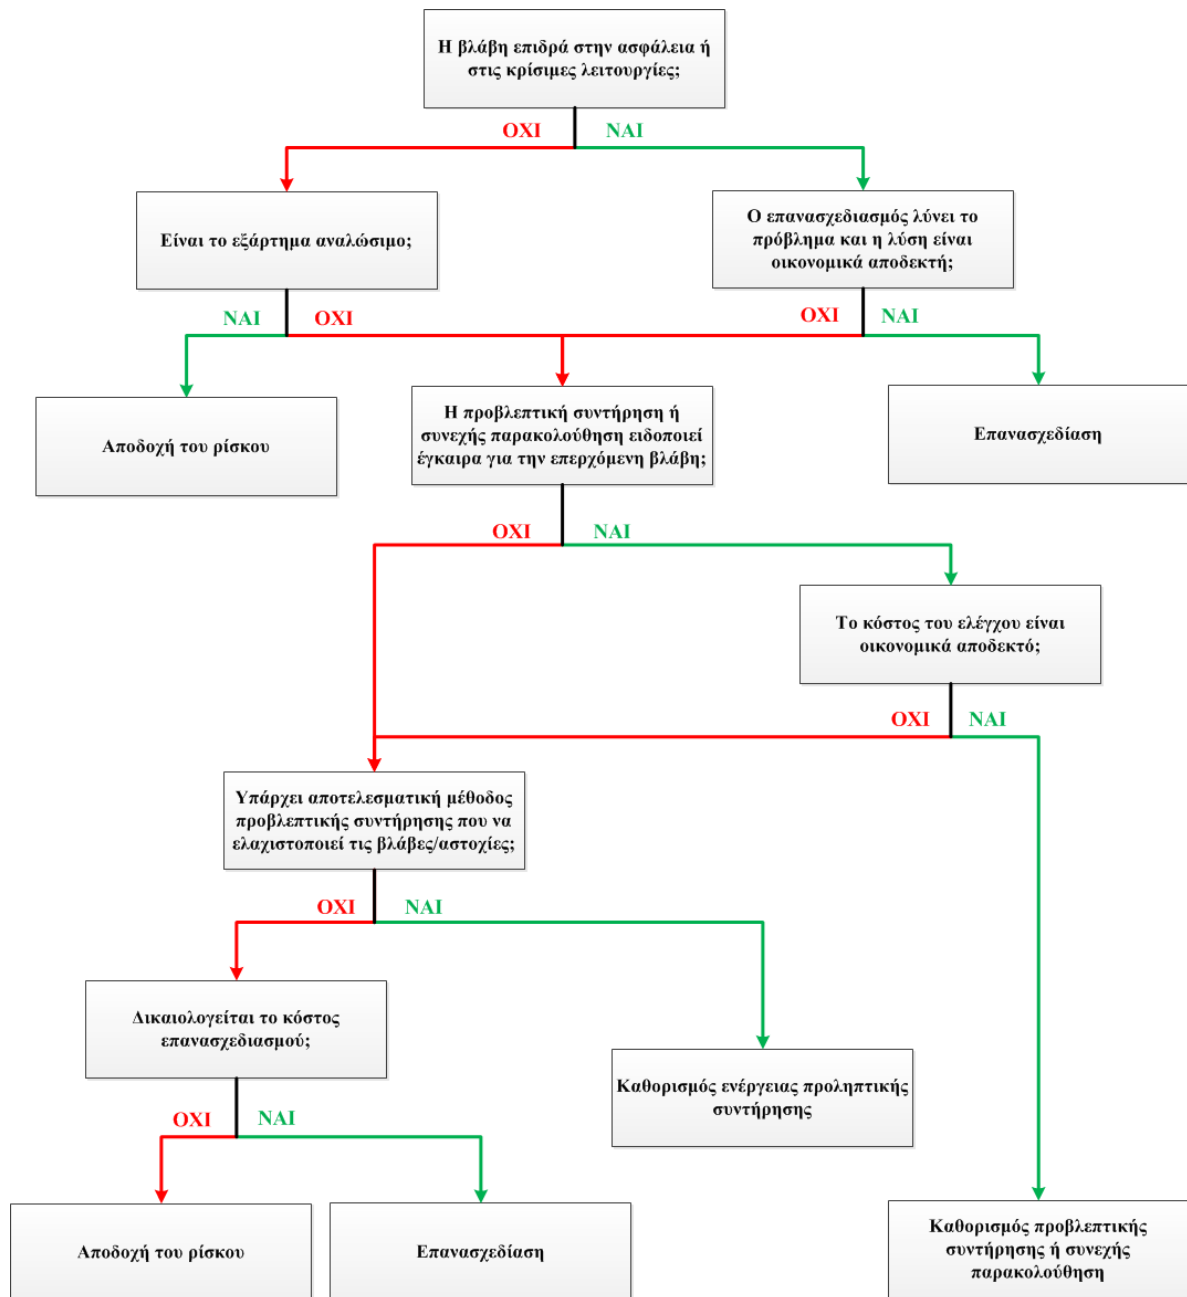 Η βλάβη επιδρά στην ασφάλεια ή
στις κρίσιμες λειτουργίες;
ΟΧΙ
ΝΑΙ
Είναι το εξάρτημα αναλώσιμο;
Ο επανασχεδιασμός λύνει το
πρόβλημα και η λύση είναι
οικονομικά αποδεκτή;
ΝΑΙ
ΟΧΙ
ΟΧΙ
ΝΑΙ
Αποδοχή του ρίσκου
Η προβλεπτική συντήρηση ή
συνεχής παρακολούθηση ειδοποιεί
έγκαιρα για την επερχόμενη βλάβη;
Επανασχεδίαση
ΟΧΙ
ΝΑΙ
Το κόστος του ελέγχου είναι
οικονομικά αποδεκτό;
ΟΧΙ
ΝΑΙ
Υπάρχει αποτελεσματική μέθοδος
προβλεπτικής συντήρησης που να
ελαχιστοποιεί τις βλάβες/αστοχίες;
ΟΧΙ
ΝΑΙ
Δικαιολογείται το κόστος
επανασχεδιασμού;
Καθορισμός ενέργειας προληπτικής
συντήρησης
ΟΧΙ
ΝΑΙ
Αποδοχή του ρίσκου
Επανασχεδίαση
Καθορισμός προβλεπτικής
συντήρησης ή συνεχής
παρακολούθηση